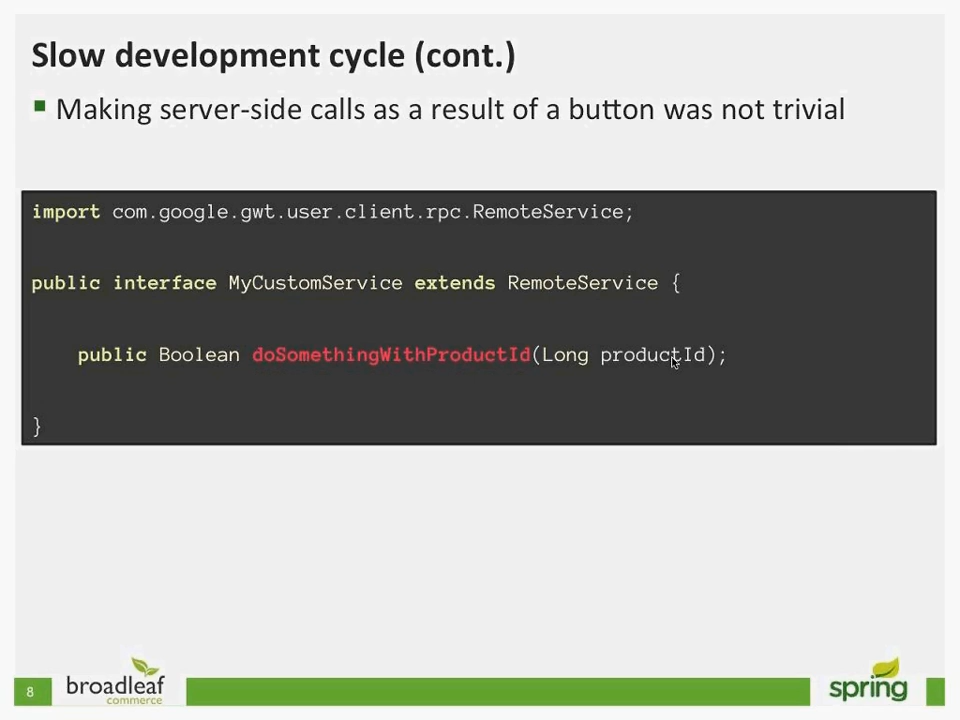 Slow development cycle (cont.)
▪ Making server-side calls as a result of a button was not trivial
import com.google.gwt.user.client.rpc.RemoteService;
public interface MyCustomService extends RemoteService {
public Boolean doSomethingWithProductId(Long productId);
}
8
broadleaf
commerce
spring